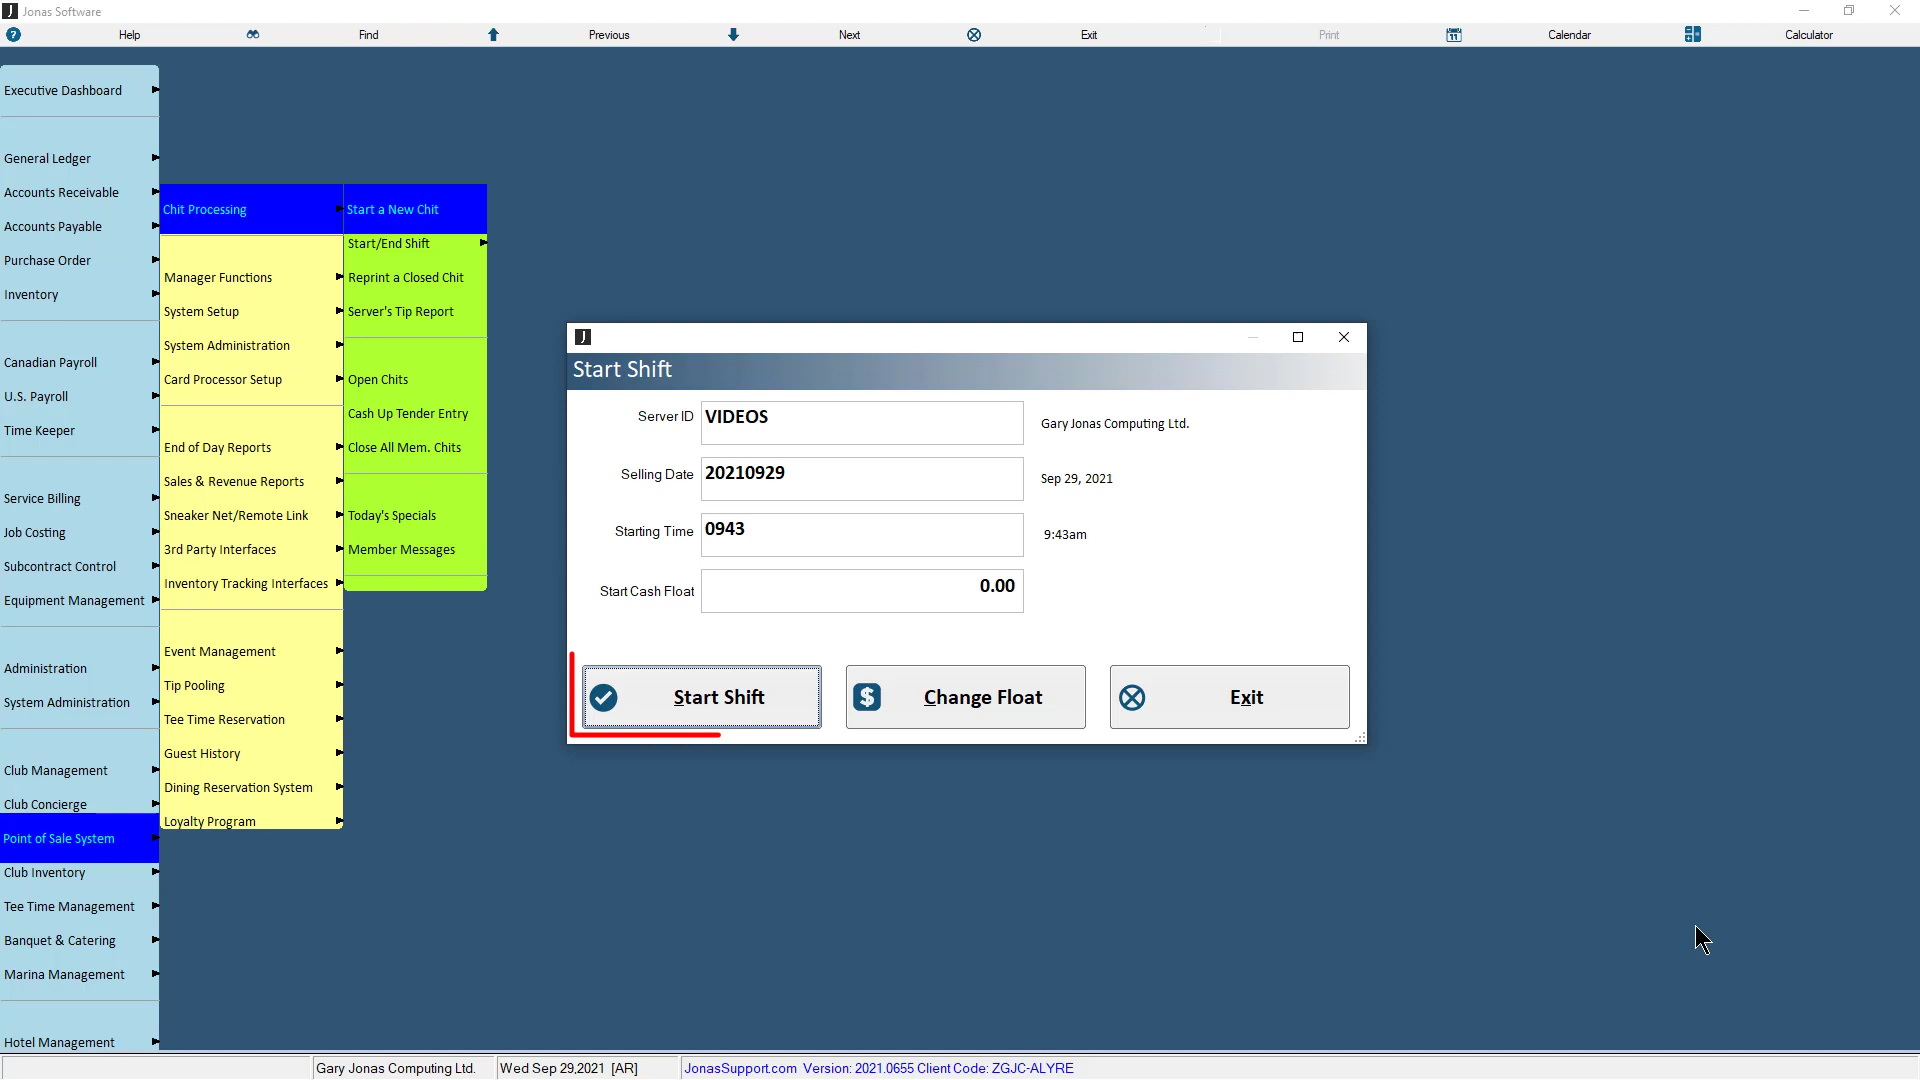 Jonas Software
Help
Find
Previous
Next
Exit
Print
Calendar
Calculator
Executive Dashboard
General Ledger
Accounts Receivable
Accounts Payable
Purchase Order
Inventory
Canadian Payroll
U.S. Payroll
Time Keeper
Service Billing
Job Costing
Subcontract Control
Equipment Management
Administration
System Administration
Club Management
Club Concierge
Point of Sale System
Club Inventory
Tee Time Management
Banquet & Catering
Marina Management
Hotel Management
Chit Processing
Manager Functions
System Setup
System Administration
Card Processor Setup
End of Day Reports
Sales & Revenue Reports
Sneaker Net/Remote Link
3rd Party Interfaces
Inventory Tracking Interfaces
Event Management
Tip Pooling
Tee Time Reservation
Guest History
Dining Reservation System
Loyalty Program
Start a New Chit
Start/End Shift
Reprint a Closed Chit
Server's Tip Report
Open Chits
Cash Up Tender Entry
Close All Mem. Chits
Today's Specials
Member Messages
Start Shift
Server ID VIDEOS Gary Jonas Computing Ltd.
Selling Date 20210929 Sep 29, 2021
Starting Time 0943 9:43am
Start Cash Float 0.00
Start Shift
Change Float
Exit
Gary Jonas Computing Ltd. Wed Sep 29,2021 [AR] JonasSupport.com Version: 2021.0655 Client Code: ZGJC-ALYRE